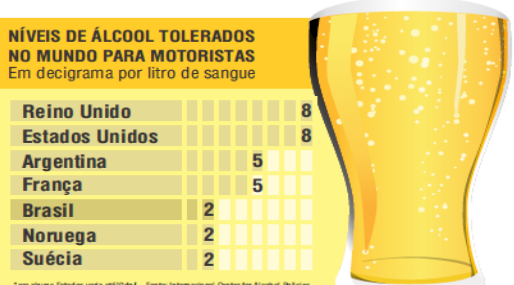 NÍVEIS DE ÁLCOOL TOLERADOS
NO MUNDO PARA MOTORISTAS
Em decigrama por litro de sangue
Reino Unido 8
Estados Unidos 8
Argentina 5
França 5
Brasil 2
Noruega 2
Suécia 2